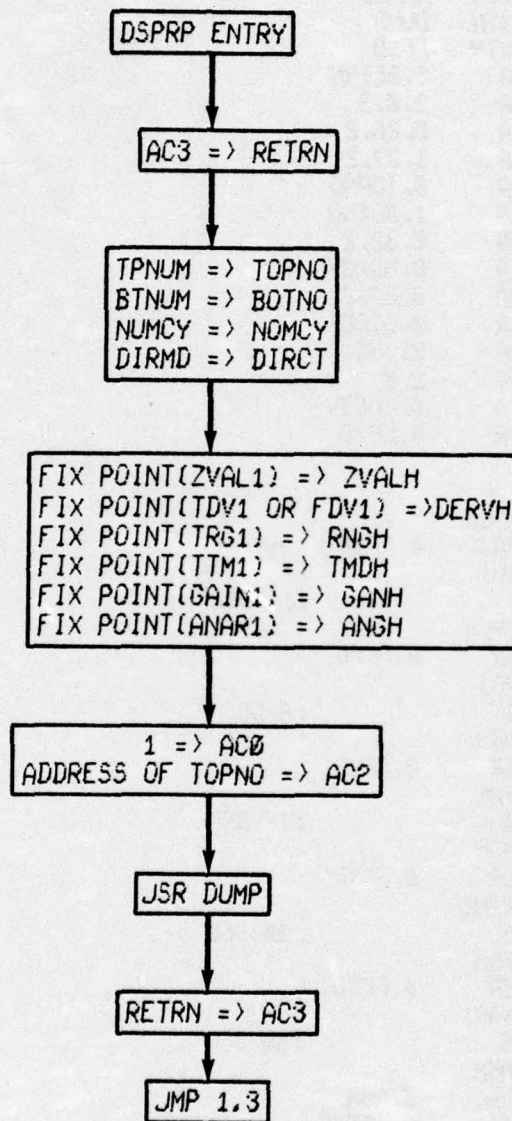 DSPRP ENTRY
AC3 => RETRN
TPNUM => TOPNO
BTNUM => BOTNO
NUMCY => NOMCY
DIRMD => DIRCT
FIX POINT(ZVAL1) => ZVALH
FIX POINT(TDV1 OR FDV1) =>DERVH
FIX POINT(TRG1) => RNGH
FIX POINT(TTM1) => TMDH
FIX POINT(GAIN1) => GANH
FIX POINT(ANAR1) => ANGH
1 => AC0
ADDRESS OF TOPNO => AC2
JSR DUMP
RETRN => AC3
JMP 1.3